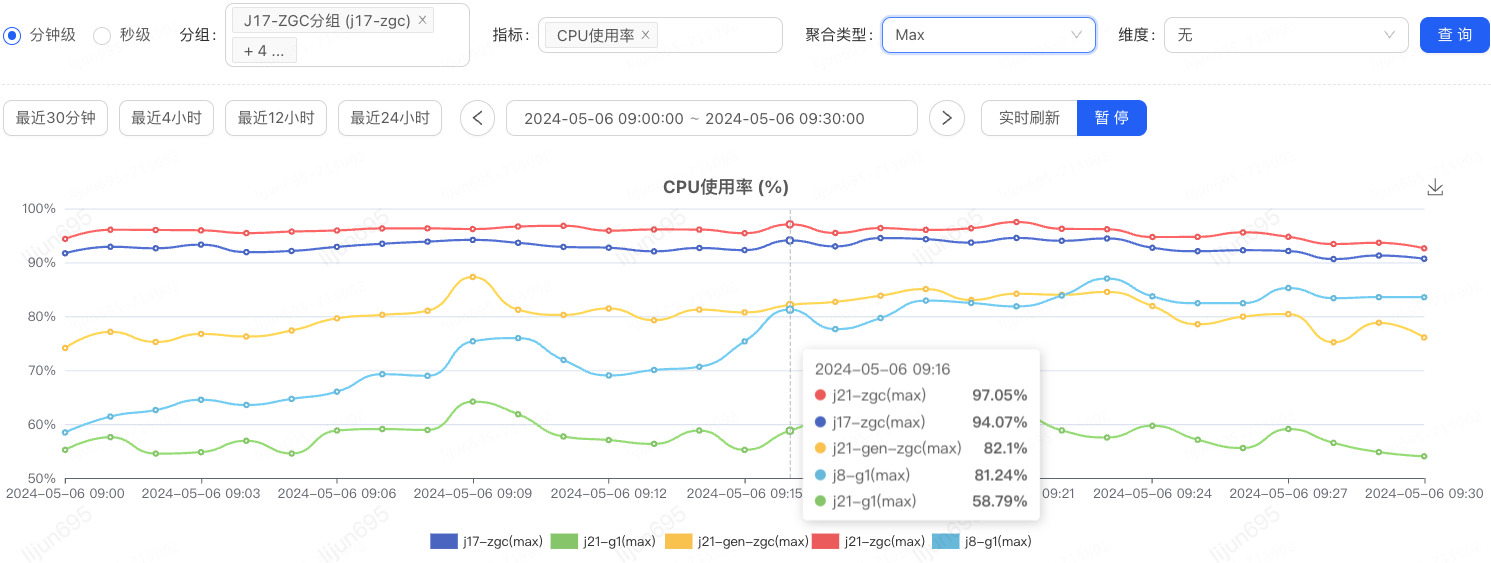 分钟级 秒级 分组: J17-ZGC分组 (j17-zgc) × 指标: CPU使用率 × 聚合类型: Max 维度: 无 查 询
+ 4 ...
最近30分钟 最近4小时 最近12小时 最近24小时 < 2024-05-06 09:00:00 ~ 2024-05-06 09:30:00 > 实时刷新 暂 停
CPU使用率 (%)
100%
90%
80%
70%
60%
50%
2024-05-06 09:16
j21-zgc(max) 97.05%
j17-zgc(max) 94.07%
j21-gen-zgc(max) 82.1%
j8-g1(max) 81.24%
j21-g1(max) 58.79%
2024-05-06 09:00 2024-05-06 09:03 2024-05-06 09:06 2024-05-06 09:09 2024-05-06 09:12 2024-05-06 09:15 09:21 2024-05-06 09:24 2024-05-06 09:27 2024-05-06 09:30
j17-zgc(max) j21-g1(max) j21-gen-zgc(max) j21-zgc(max) j8-g1(max)
lijun695 lijun695 lijun695 lijun695 lijun695